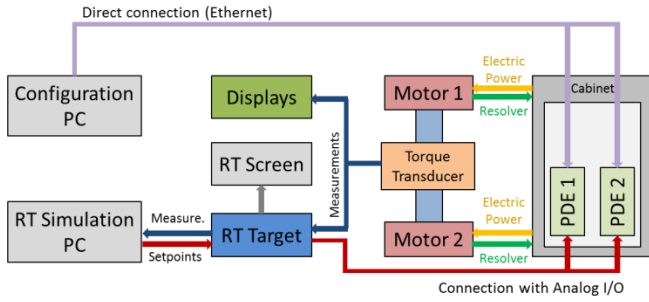 Direct connection (Ethernet)
Configuration
PC
Displays
Motor 1
Electric
Power
Resolver
Cabinet
RT Screen
Measurements
Torque
Transducer
PDE 1
PDE 2
RT Simulation
PC
Measure.
Setpoints
RT Target
Motor 2
Electric
Power
Resolver
Connection with Analog I/O